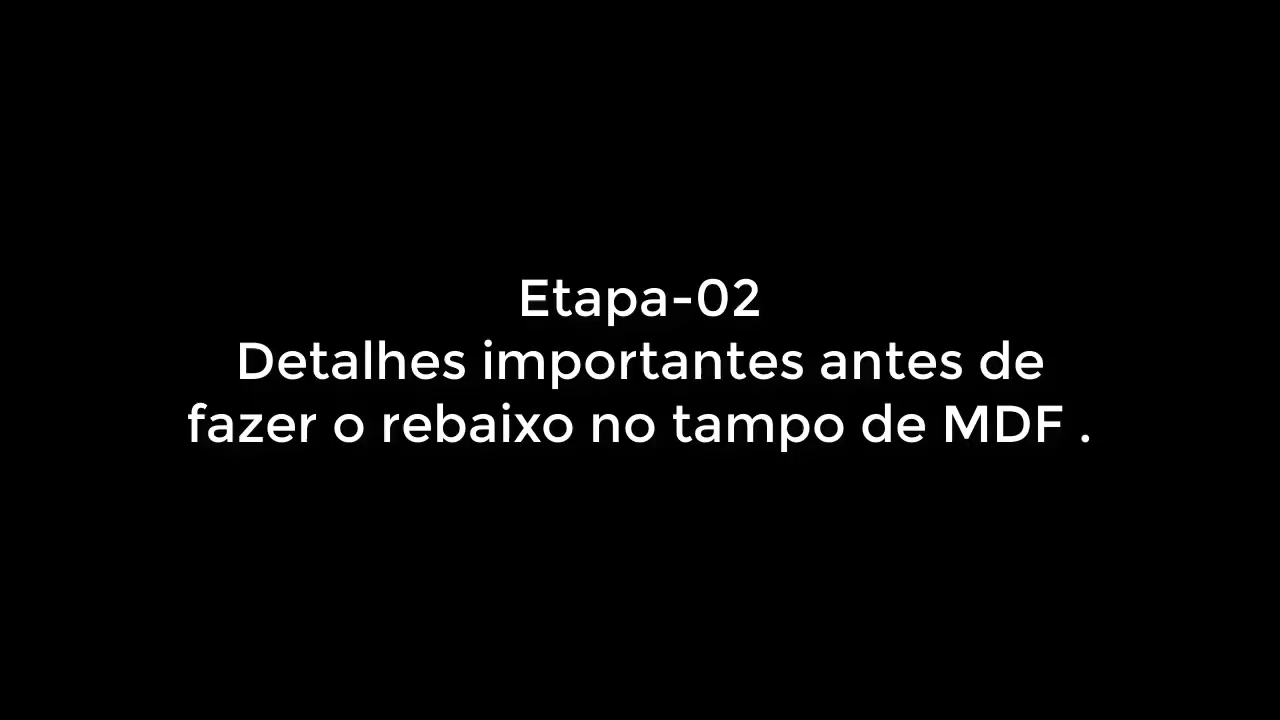 Etapa-02
Detalhes importantes antes de
fazer o rebaixo no tampo de MDF .